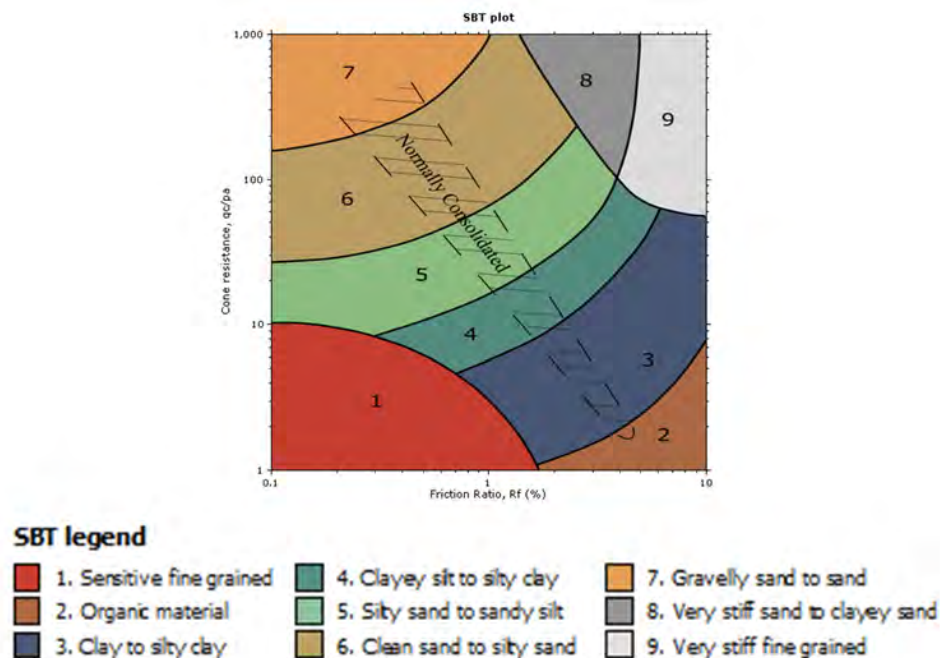 SBT plot
1,000
7
8
9
100
6
Normally Consolidated
5
10
4
3
1
2
1
0.1 1 10
Cone resistance, qc/pa
Friction Ratio, Rf (%)
SBT legend
1. Sensitive fine grained
2. Organic material
3. Clay to silty clay
4. Clayey silt to silty clay
5. Silty sand to sandy silt
6. Clean sand to silty sand
7. Gravelly sand to sand
8. Very stiff sand to clayey sand
9. Very stiff fine grained